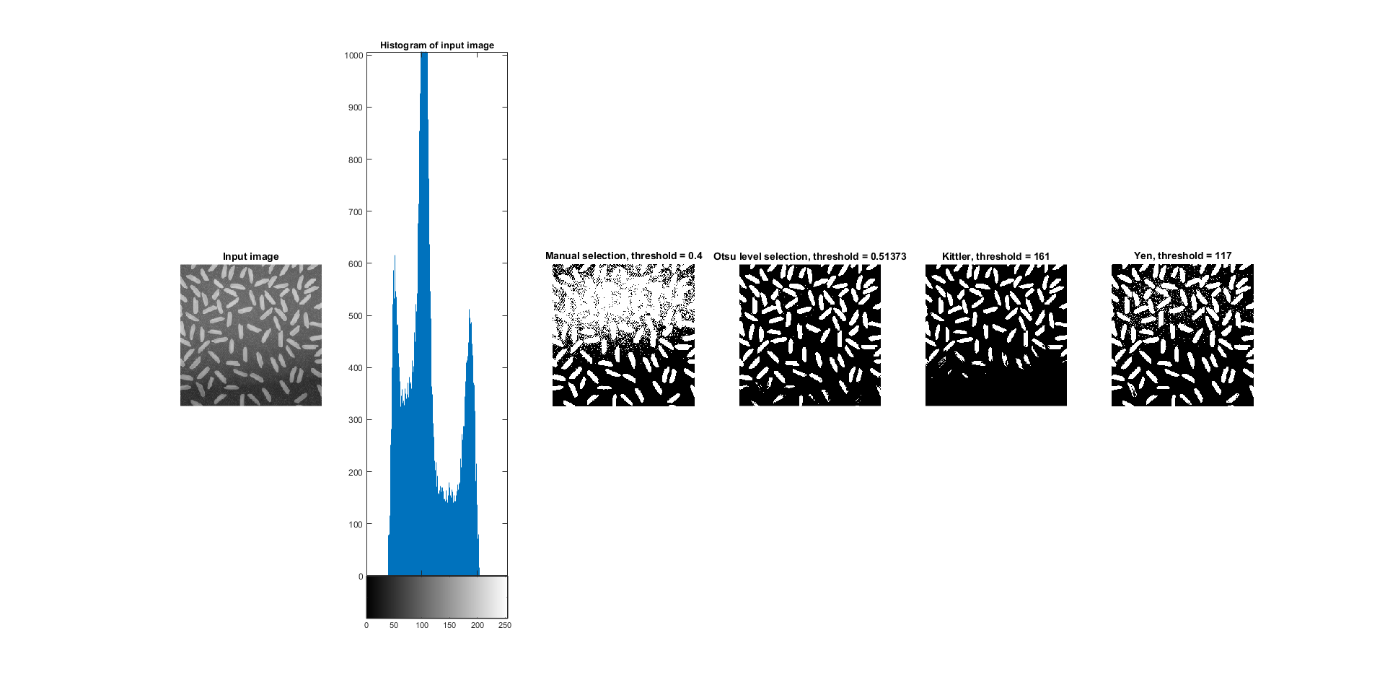 Histogram of input image
1000
900
800
700
600
500
400
300
200
100
0
0 50 100 150 200 250
Input image
Manual selection, threshold = 0.4
Otsu level selection, threshold = 0.51373
Kittler, threshold = 161
Yen, threshold = 117